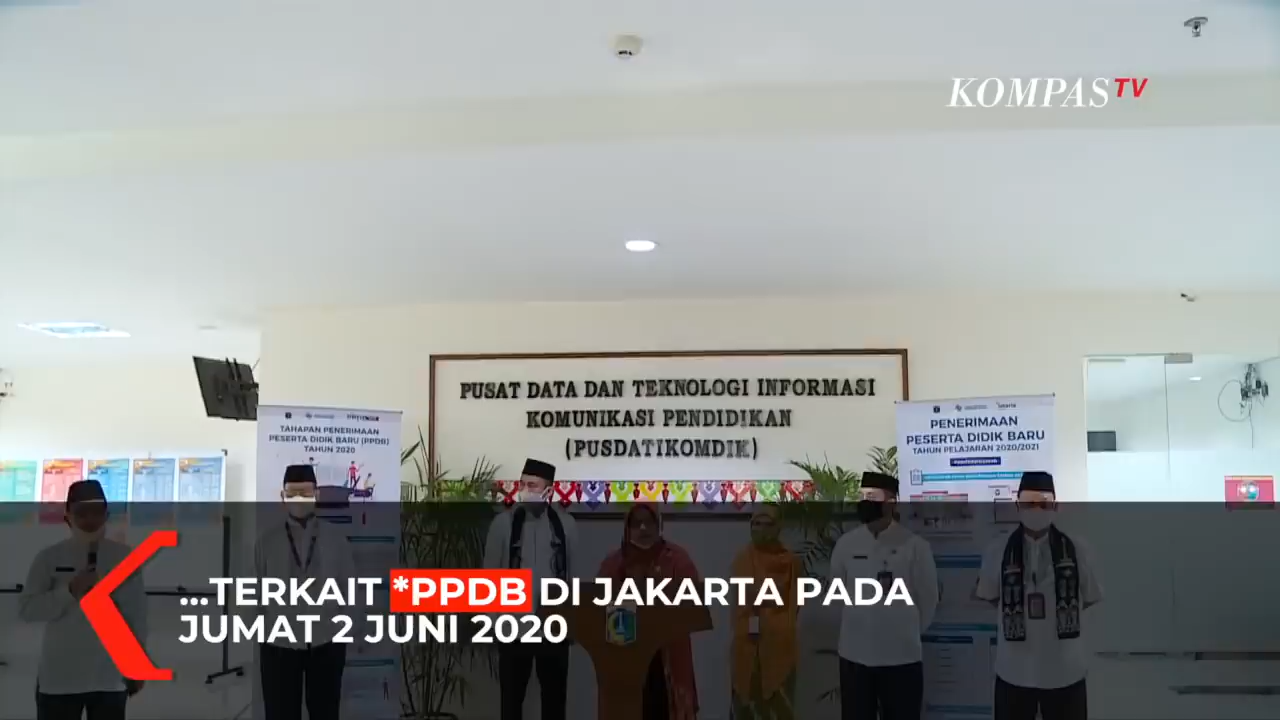 KOMPASTV
PUSAT DATA DAN TEKNOLOGI INFORMASI
KOMUNIKASI PENDIDIKAN
(PUSDATIKOMDIK)
TAHAPAN PENERIMAAN
PESERTA DIDIK BARU (PPDB)
TAHUN 2020
PENERIMAAN
PESERTA DIDIK BARU
TAHUN PELAJARAN 2020/2021
...TERKAIT *PPDB DI JAKARTA PADA
JUMAT 2 JUNI 2020